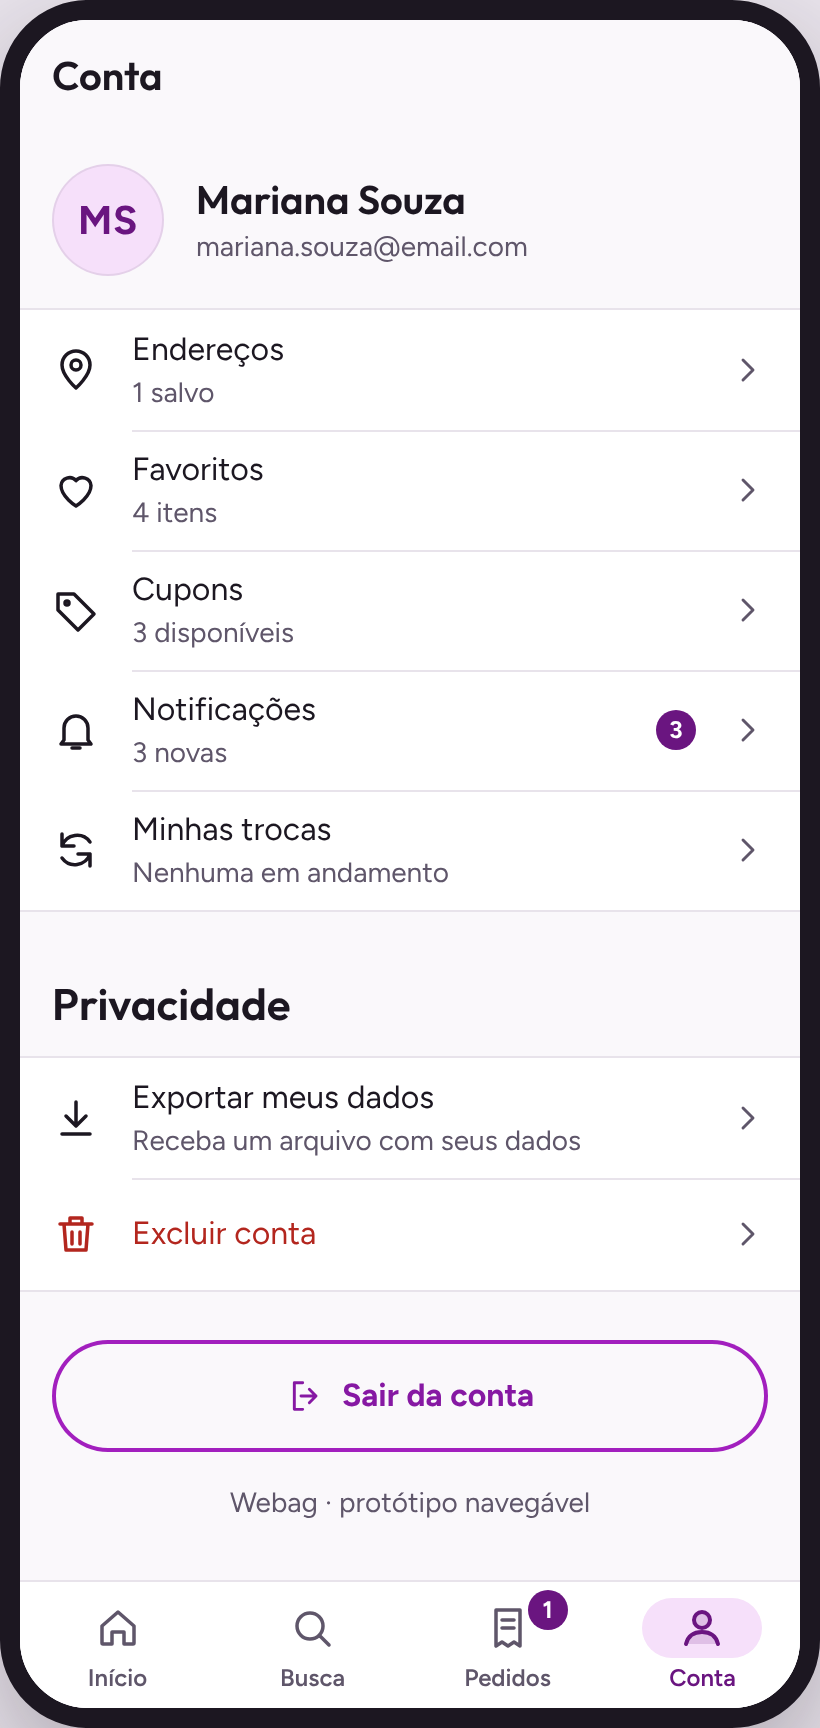 Conta
MS
Mariana Souza
mariana.souza@email.com
Endereços
1 salvo
Favoritos
4 itens
Cupons
3 disponíveis
Notificações
3 novas
3
Minhas trocas
Nenhuma em andamento
Privacidade
Exportar meus dados
Receba um arquivo com seus dados
Excluir conta
Sair da conta
Webag · protótipo navegável
1
Início
Busca
Pedidos
Conta